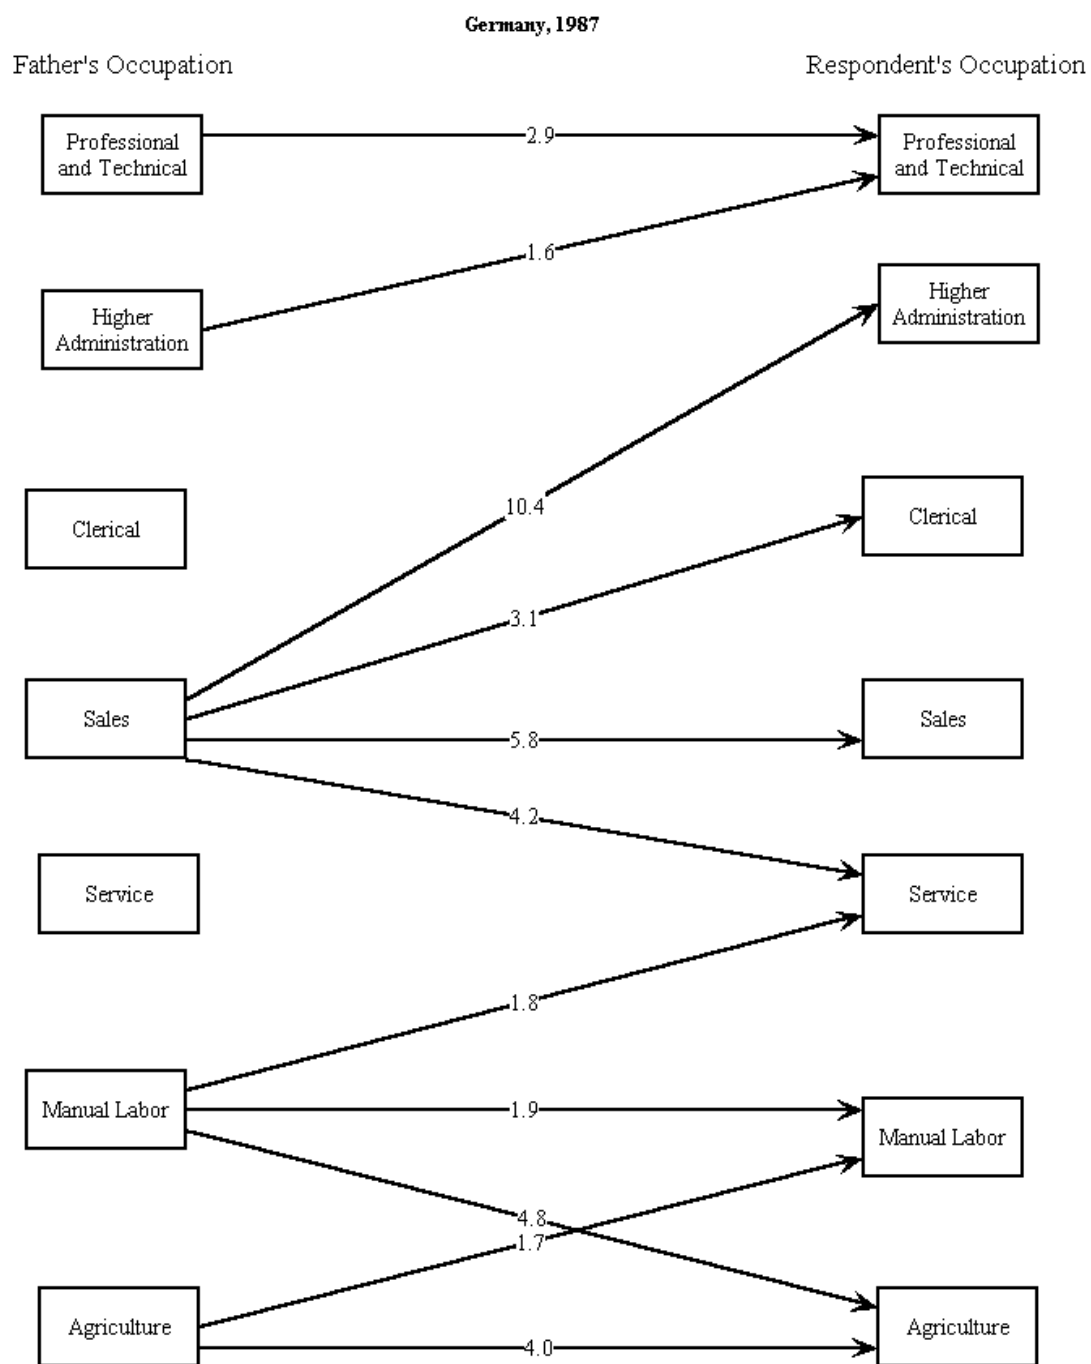 Germany, 1987
Father's Occupation
Respondent's Occupation
Professional
and Technical
2.9
Professional
and Technical
1.6
Higher
Administration
Higher
Administration
10.4
Clerical
Clerical
3.1
Sales
Sales
5.8
4.2
Service
Service
1.8
Manual Labor
1.9
Manual Labor
4.8
1.7
Agriculture
Agriculture
4.0